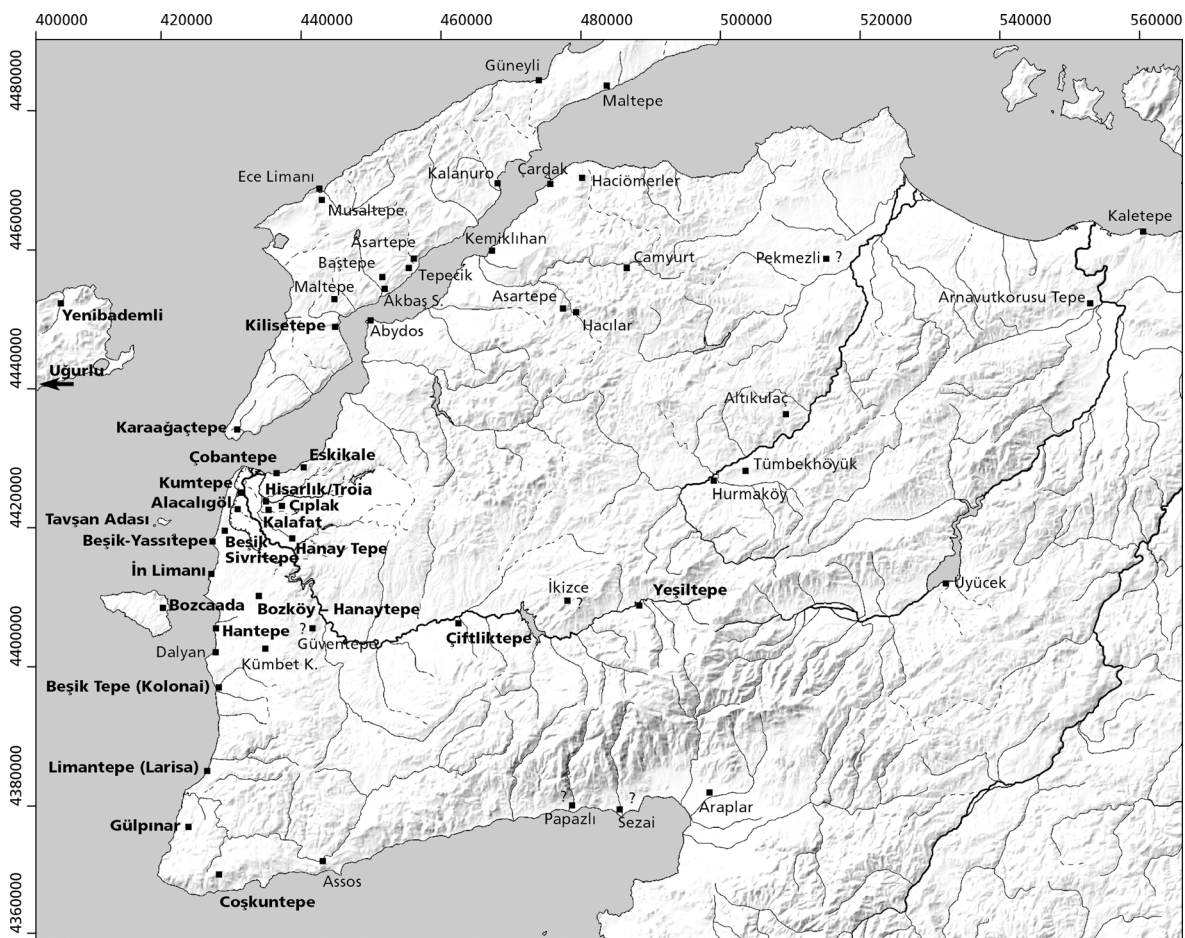 400000 420000 440000 460000 480000 500000 520000 540000 560000
4480000
4460000
4440000
4420000
4400000
4380000
4360000
Güneyli
Maltepe
Ece Limanı
Musaltepe
Kalanuro
Çardak
Haciömerler
Kaletepe
Asartepe
Kemiklıhan
Baştepe
Tepecik
Camyurt
Pekmezli ?
Maltepe
Akbaş S.
Asartepe
Arnavutkorusu Tepe
Yenibademli
Kilisetepe
Abydos
Hacılar
Uğurlu
Altıkulaç
Karaağaçtepe
Çobantepe
Eskikale
Tümbekhöyük
Kumtepe
Hisarlık/Troia
Hurmaköy
Alacalıgöl
Çıplak
Tavşan Adası
Kalafat
Beşik-Yassıtepe
Beşik
Sivritepe
Hanay Tepe
İn Limanı
İkizce
?
Yeşiltepe
Üyücek
Bozcaada
Bozköy – Hanaytepe
Hantepe
?
Güventepe
Çiftliktepe
Dalyan
Kümbet K.
Beşik Tepe (Kolonai)
Limantepe (Larisa)
?
?
Araplar
Papazlı
Sezai
Gülpınar
Assos
Coşkuntepe